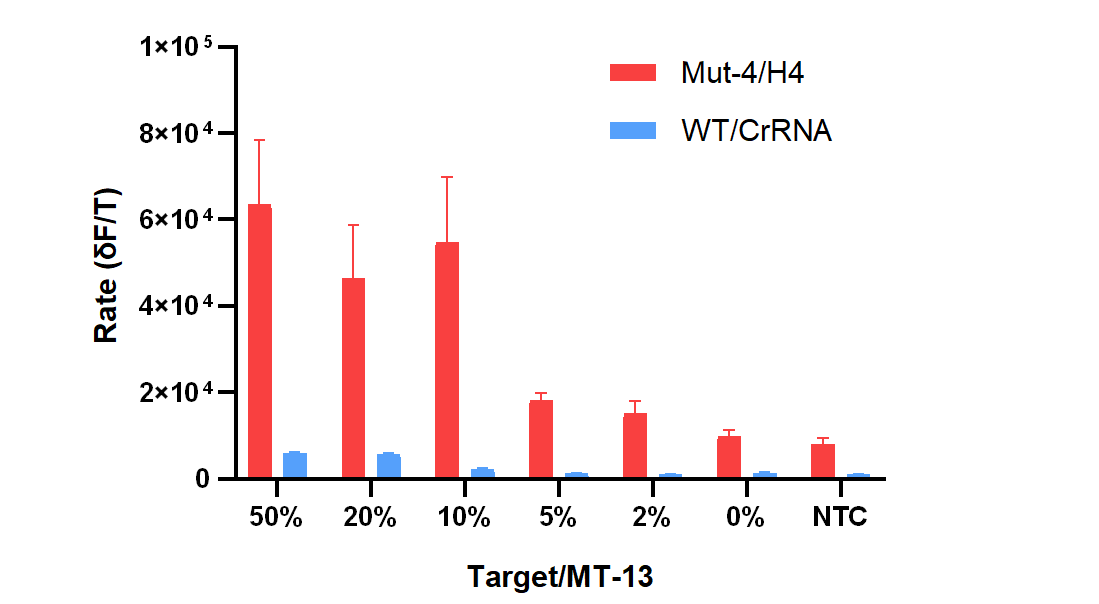 1×10⁵
8×10⁴
6×10⁴
4×10⁴
2×10⁴
0
Rate (δF/T)
Mut-4/H4
WT/CrRNA
50% 20% 10% 5% 2% 0% NTC
Target/MT-13